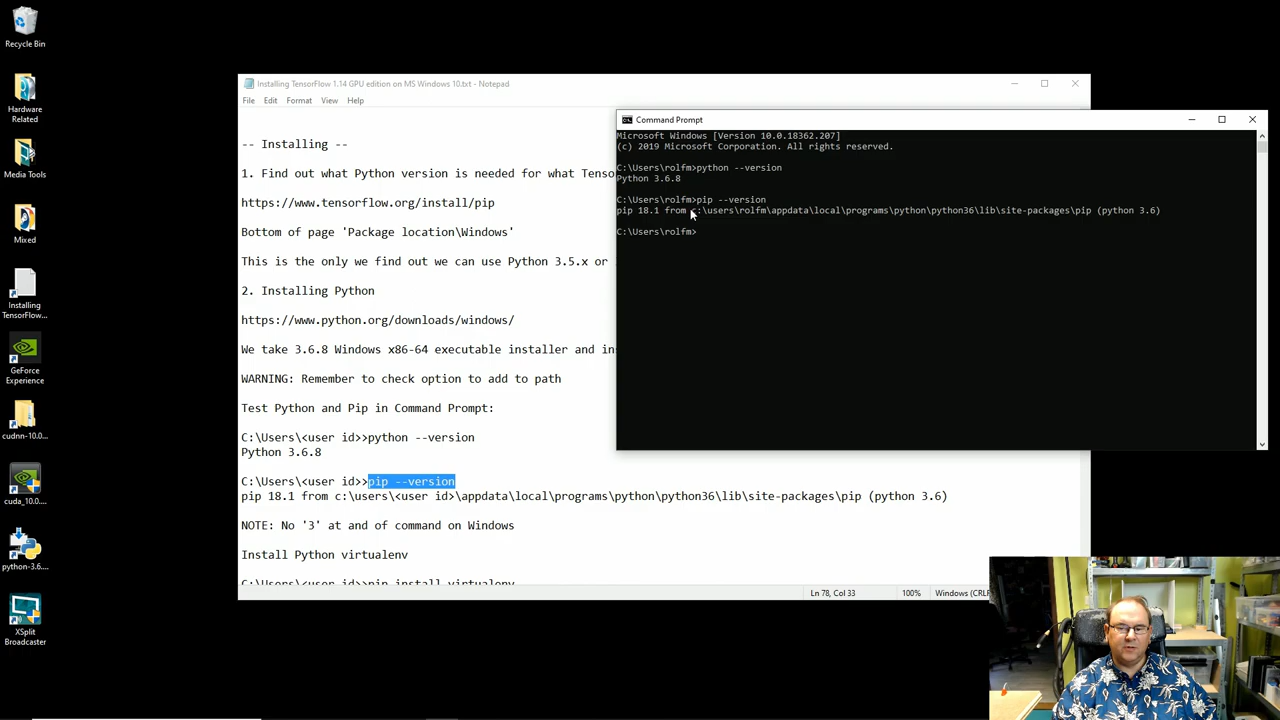 Recycle Bin
Hardware
Related
Media Tools
Mixed
Installing
TensorFlow...
GeForce
Experience
cudnn-10.0...
cuda_10.0...
python-3.6....
XSplit
Broadcaster
Installing TensorFlow 1.14 GPU edition on MS Windows 10.txt - Notepad
File Edit Format View Help
-- Installing --
1. Find out what Python version is needed for what Tenso
https://www.tensorflow.org/install/pip
Bottom of page 'Package location\Windows'
This is the only we find out we can use Python 3.5.x or
2. Installing Python
https://www.python.org/downloads/windows/
We take 3.6.8 Windows x86-64 executable installer and ins
WARNING: Remember to check option to add to path
Test Python and Pip in Command Prompt:
C:\Users\<user id>>python --version
Python 3.6.8
C:\Users\<user id>>pip --version
pip 18.1 from c:\users\<user id>\appdata\local\programs\python\python36\lib\site-packages\pip (python 3.6)
NOTE: No '3' at and of command on Windows
Install Python virtualenv
C:\Users\<user id>>pip install virtualenv
Ln 78, Col 33 100% Windows (CRLF
Command Prompt
Microsoft Windows [Version 10.0.18362.207]
(c) 2019 Microsoft Corporation. All rights reserved.
C:\Users\rolfm>python --version
Python 3.6.8
C:\Users\rolfm>pip --version
pip 18.1 from c:\users\rolfm\appdata\local\programs\python\python36\lib\site-packages\pip (python 3.6)
C:\Users\rolfm>